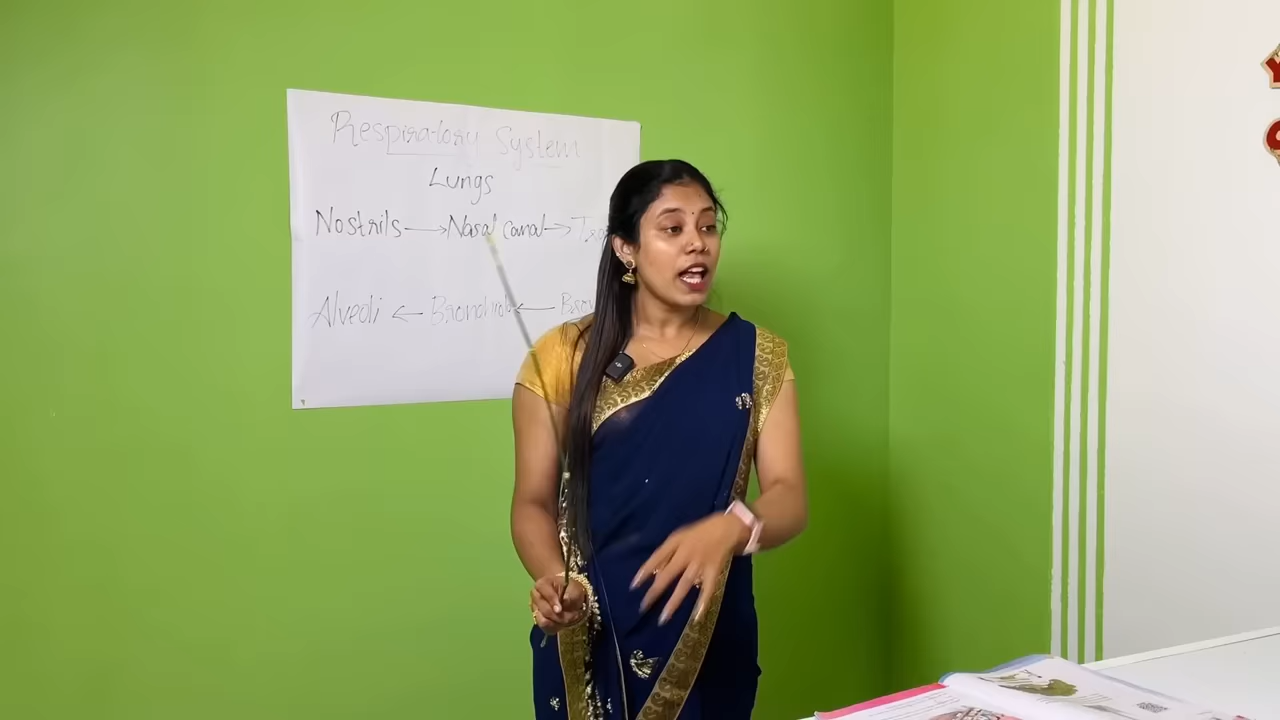 Respiratory System
Lungs
Nostrils → Nasal canal →
Alveoli ← ←